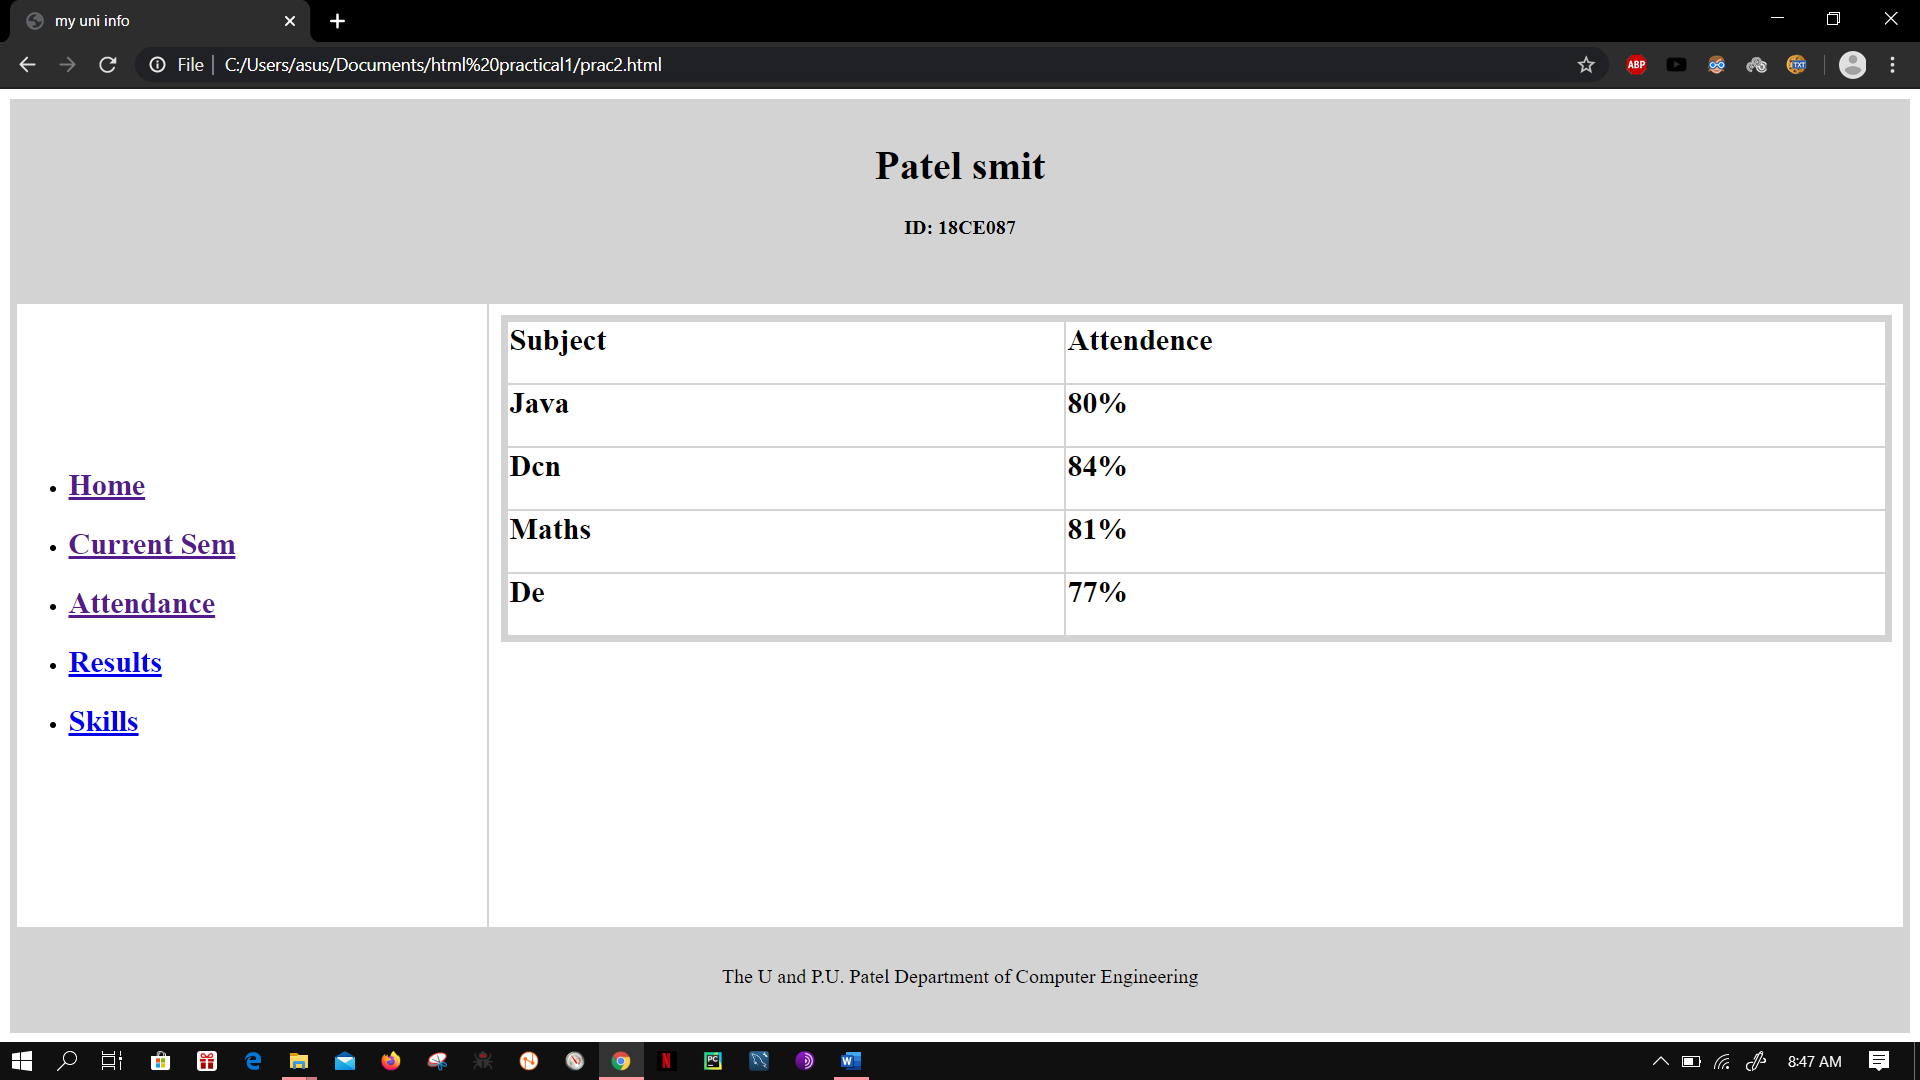 my uni info
File
C:/Users/asus/Documents/html%20practical1/prac2.html
ABP
TXT
Patel smit
ID: 18CE087
Home
Current Sem
Attendance
Results
Skills
Subject Attendence
Java 80%
Dcn 84%
Maths 81%
De 77%
The U and P.U. Patel Department of Computer Engineering
N
PC
W
8:47 AM